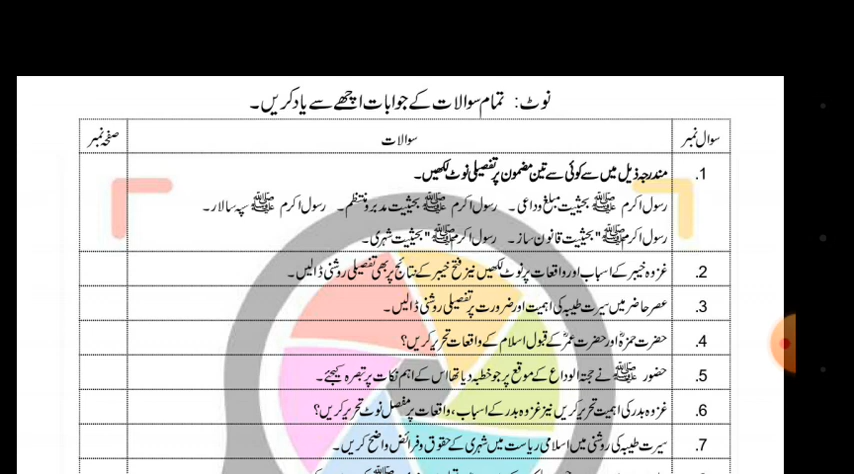 نوٹ: تمام سوالات کے جوابات اچھے سے یاد کریں۔
سوال نمبر سوالات صفحہ نمبر
1. مندرجہ ذیل میں سے کوئی سے تین مضمون پر تفصیلی نوٹ لکھیں۔
رسول اکرم ﷺ بحیثیت مبلغ و داعی۔ رسول اکرم ﷺ بحیثیت مدبر و منتظم۔ رسول اکرم ﷺ سپہ سالار۔
رسول اکرم ﷺ" بحیثیت قانون ساز۔ رسول اکرم ﷺ" بحیثیت شہری۔
2. غزوہ خیبر کے اسباب اور واقعات پر نوٹ لکھیں نیز فتح خیبر کے نتائج پر بھی تفصیلی روشنی ڈالیں۔
3. عصر حاضر میں سیرت طیبہ کی اہمیت اور ضرورت پر تفصیلی روشنی ڈالیں۔
4. حضرت حمزہؓ اور حضرت عمرؓ کے قبول اسلام کے واقعات تحریر کریں؟
5. حضور ﷺ نے حجتہ الوداع کے موقع پر جو خطبہ دیا تھا اس کے اہم نکات پر تبصرہ کیجئے۔
6. غزوہ بدر کی اہمیت تحریر کریں نیز غزوہ بدر کے اسباب، واقعات پر مفصل نوٹ تحریر کریں؟
7. سیرت طیبہ کی روشنی میں اسلامی ریاست میں شہری کے حقوق و فرائض واضح کریں۔